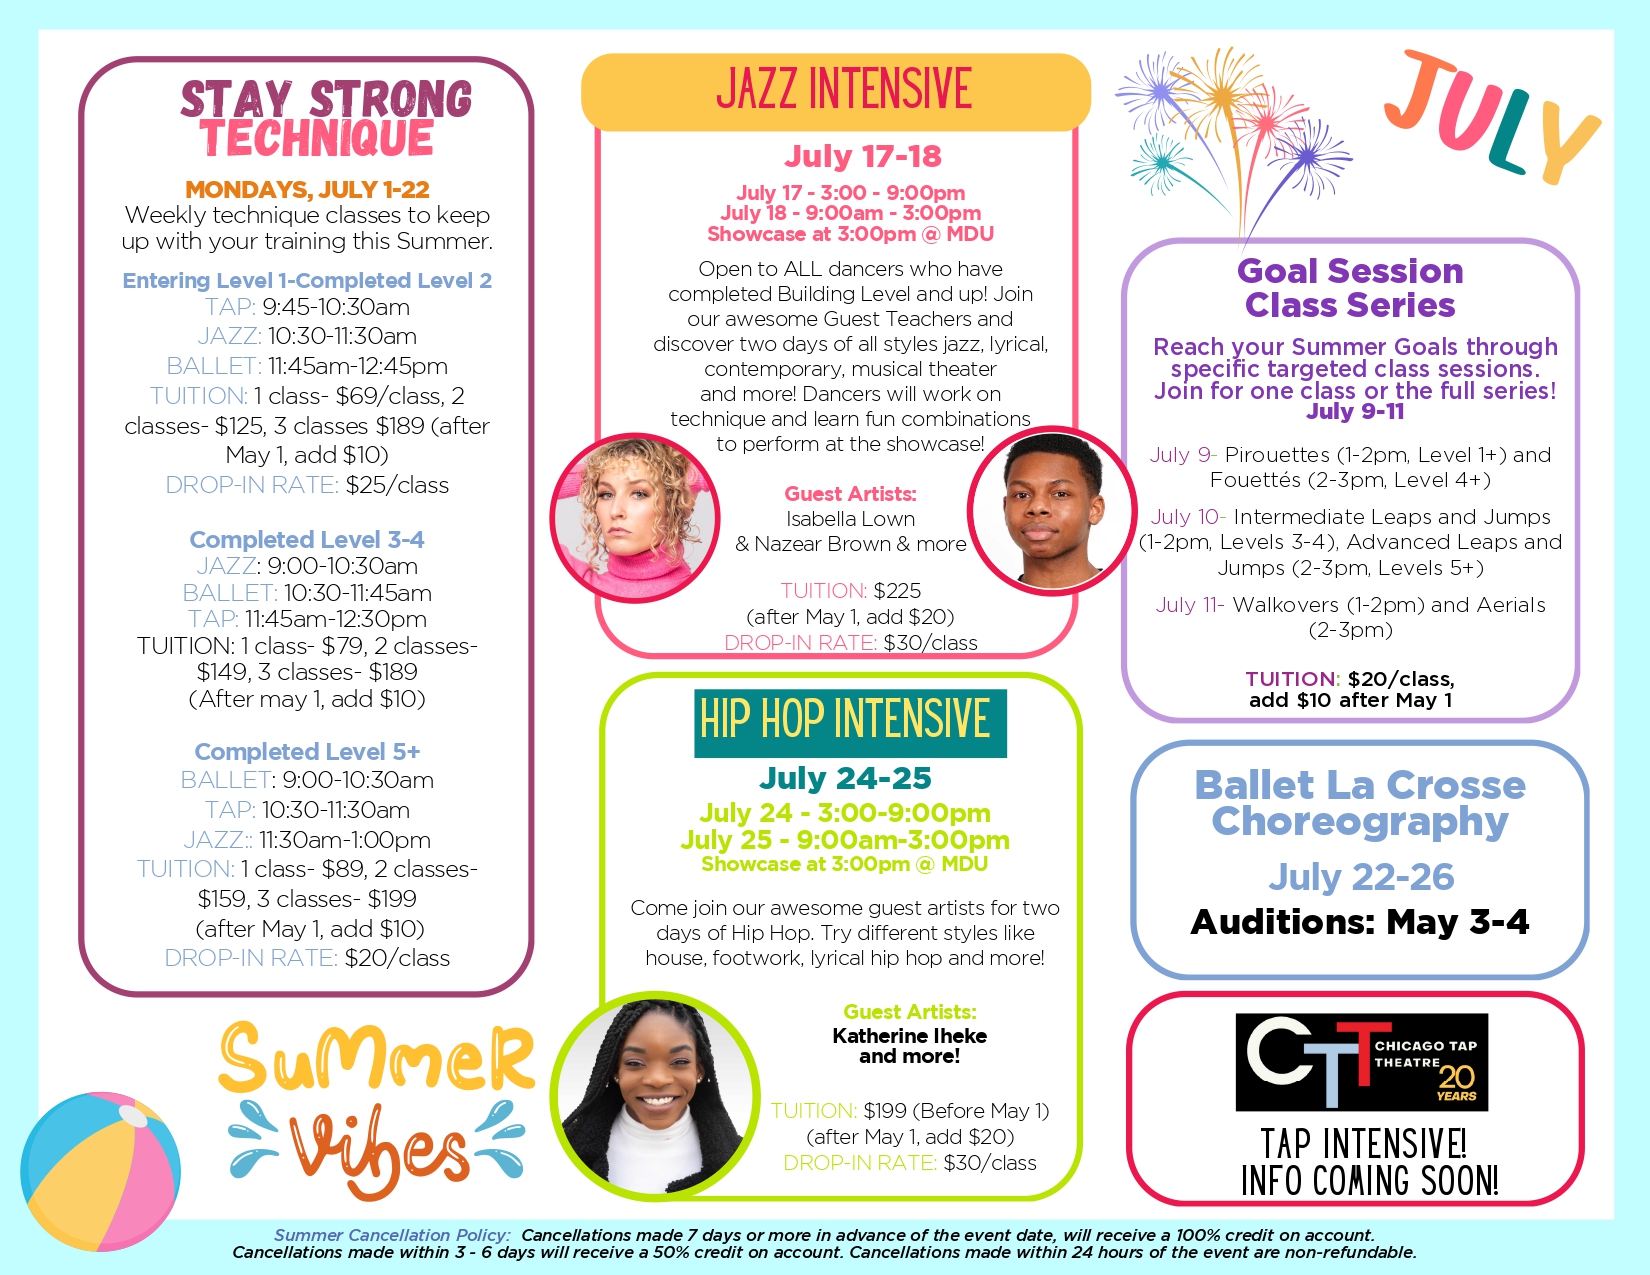 STAY STRONG
TECHNIQUE
MONDAYS, JULY 1-22
Weekly technique classes to keep
up with your training this Summer.
Entering Level 1-Completed Level 2
TAP: 9:45-10:30am
JAZZ: 10:30-11:30am
BALLET: 11:45am-12:45pm
TUITION: 1 class- $69/class, 2
classes- $125, 3 classes $189 (after
May 1, add $10)
DROP-IN RATE: $25/class
Completed Level 3-4
JAZZ: 9:00-10:30am
BALLET: 10:30-11:45am
TAP: 11:45am-12:30pm
TUITION: 1 class- $79, 2 classes-
$149, 3 classes- $189
(After may 1, add $10)
Completed Level 5+
BALLET: 9:00-10:30am
TAP: 10:30-11:30am
JAZZ:: 11:30am-1:00pm
TUITION: 1 class- $89, 2 classes-
$159, 3 classes- $199
(after May 1, add $10)
DROP-IN RATE: $20/class
SuMMeR
Vibes
JAZZ INTENSIVE
July 17-18
July 17 - 3:00 - 9:00pm
July 18 - 9:00am - 3:00pm
Showcase at 3:00pm @ MDU
Open to ALL dancers who have
completed Building Level and up! Join
our awesome Guest Teachers and
discover two days of all styles jazz, lyrical,
contemporary, musical theater
and more! Dancers will work on
technique and learn fun combinations
to perform at the showcase!
Guest Artists:
Isabella Lown
& Nazear Brown & more
TUITION: $225
(after May 1, add $20)
DROP-IN RATE: $30/class
HIP HOP INTENSIVE
July 24-25
July 24 - 3:00-9:00pm
July 25 - 9:00am-3:00pm
Showcase at 3:00pm @ MDU
Come join our awesome guest artists for two
days of Hip Hop. Try different styles like
house, footwork, lyrical hip hop and more!
Guest Artists:
Katherine Iheke
and more!
TUITION: $199 (Before May 1)
(after May 1, add $20)
DROP-IN RATE: $30/class
JULY
Goal Session
Class Series
Reach your Summer Goals through
specific targeted class sessions.
Join for one class or the full series!
July 9-11
July 9- Pirouettes (1-2pm, Level 1+) and
Fouettés (2-3pm, Level 4+)
July 10- Intermediate Leaps and Jumps
(1-2pm, Levels 3-4), Advanced Leaps and
Jumps (2-3pm, Levels 5+)
July 11- Walkovers (1-2pm) and Aerials
(2-3pm)
TUITION: $20/class,
add $10 after May 1
Ballet La Crosse
Choreography
July 22-26
Auditions: May 3-4
CTT CHICAGO TAP
THEATRE
20
YEARS
TAP INTENSIVE!
INFO COMING SOON!
Summer Cancellation Policy: Cancellations made 7 days or more in advance of the event date, will receive a 100% credit on account.
Cancellations made within 3 - 6 days will receive a 50% credit on account. Cancellations made within 24 hours of the event are non-refundable.